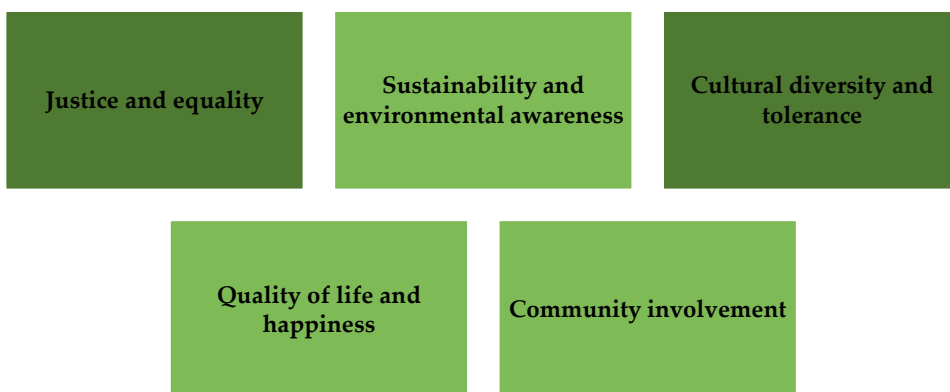 Justice and equality
Sustainability and
environmental awareness
Cultural diversity and
tolerance
Quality of life and
happiness
Community involvement